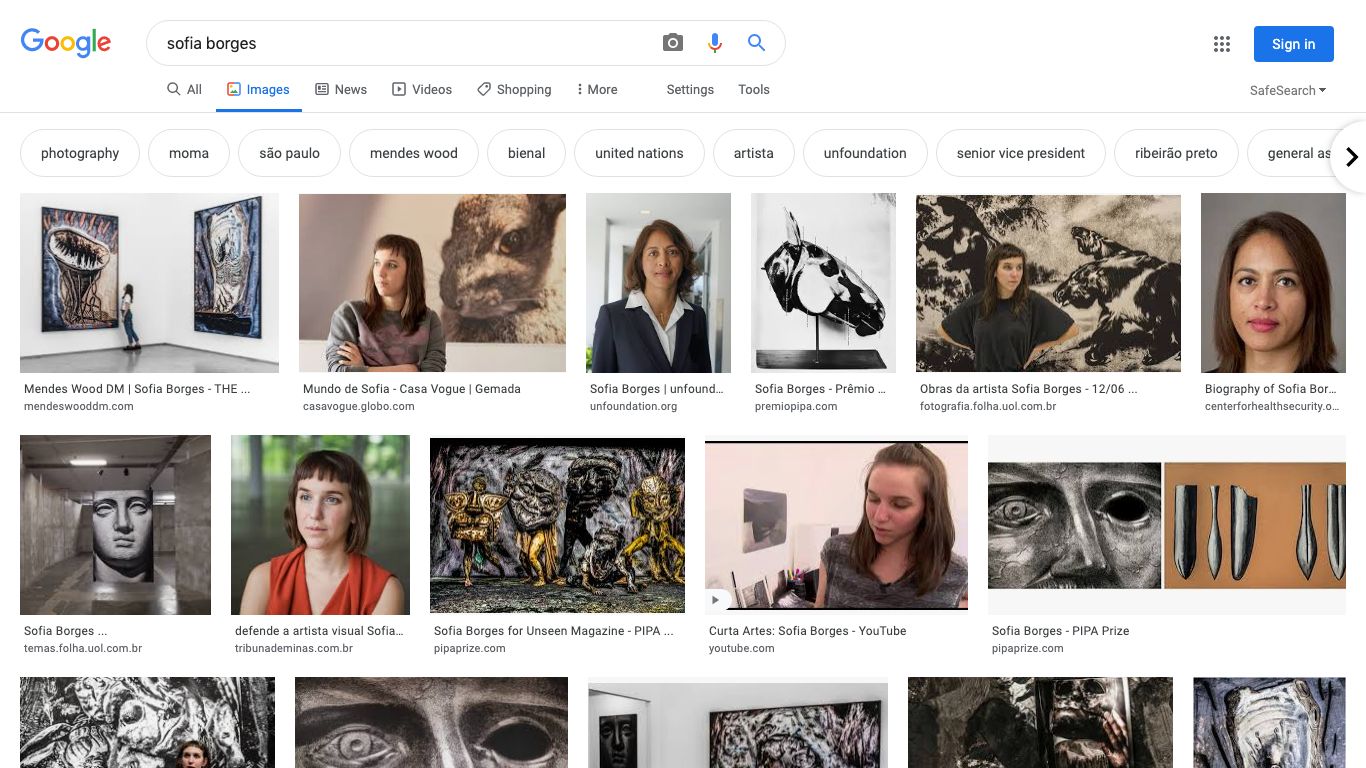 Google
sofia borges
Sign in
All Images News Videos Shopping More Settings Tools SafeSearch
photography moma são paulo mendes wood bienal united nations artista unfoundation senior vice president ribeirão preto general as
Mendes Wood DM | Sofia Borges - THE ...
mendeswooddm.com
Mundo de Sofia - Casa Vogue | Gemada
casavogue.globo.com
Sofia Borges | unfound...
unfoundation.org
Sofia Borges - Prêmio ...
premiopipa.com
Obras da artista Sofia Borges - 12/06 ...
fotografia.folha.uol.com.br
Biography of Sofia Bor...
centerforhealthsecurity.o...
Sofia Borges ...
temas.folha.uol.com.br
defende a artista visual Sofia...
tribunademinas.com.br
Sofia Borges for Unseen Magazine - PIPA ...
pipaprize.com
Curta Artes: Sofia Borges - YouTube
youtube.com
Sofia Borges - PIPA Prize
pipaprize.com